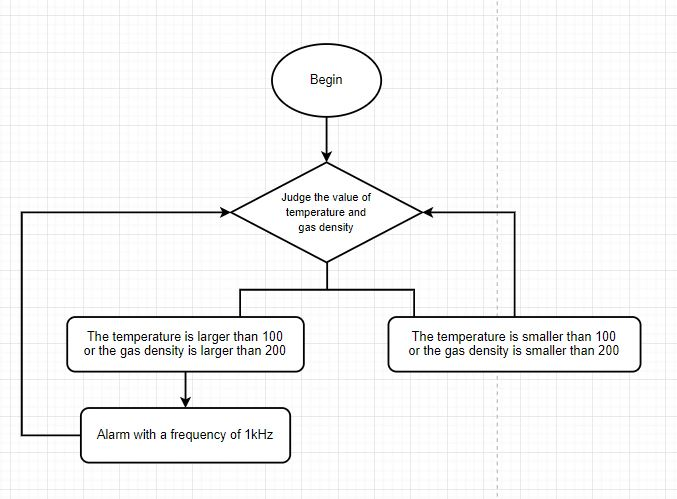 Begin
Judge the value of
temperature and
gas density
The temperature is larger than 100
or the gas density is larger than 200
The temperature is smaller than 100
or the gas density is smaller than 200
Alarm with a frequency of 1kHz